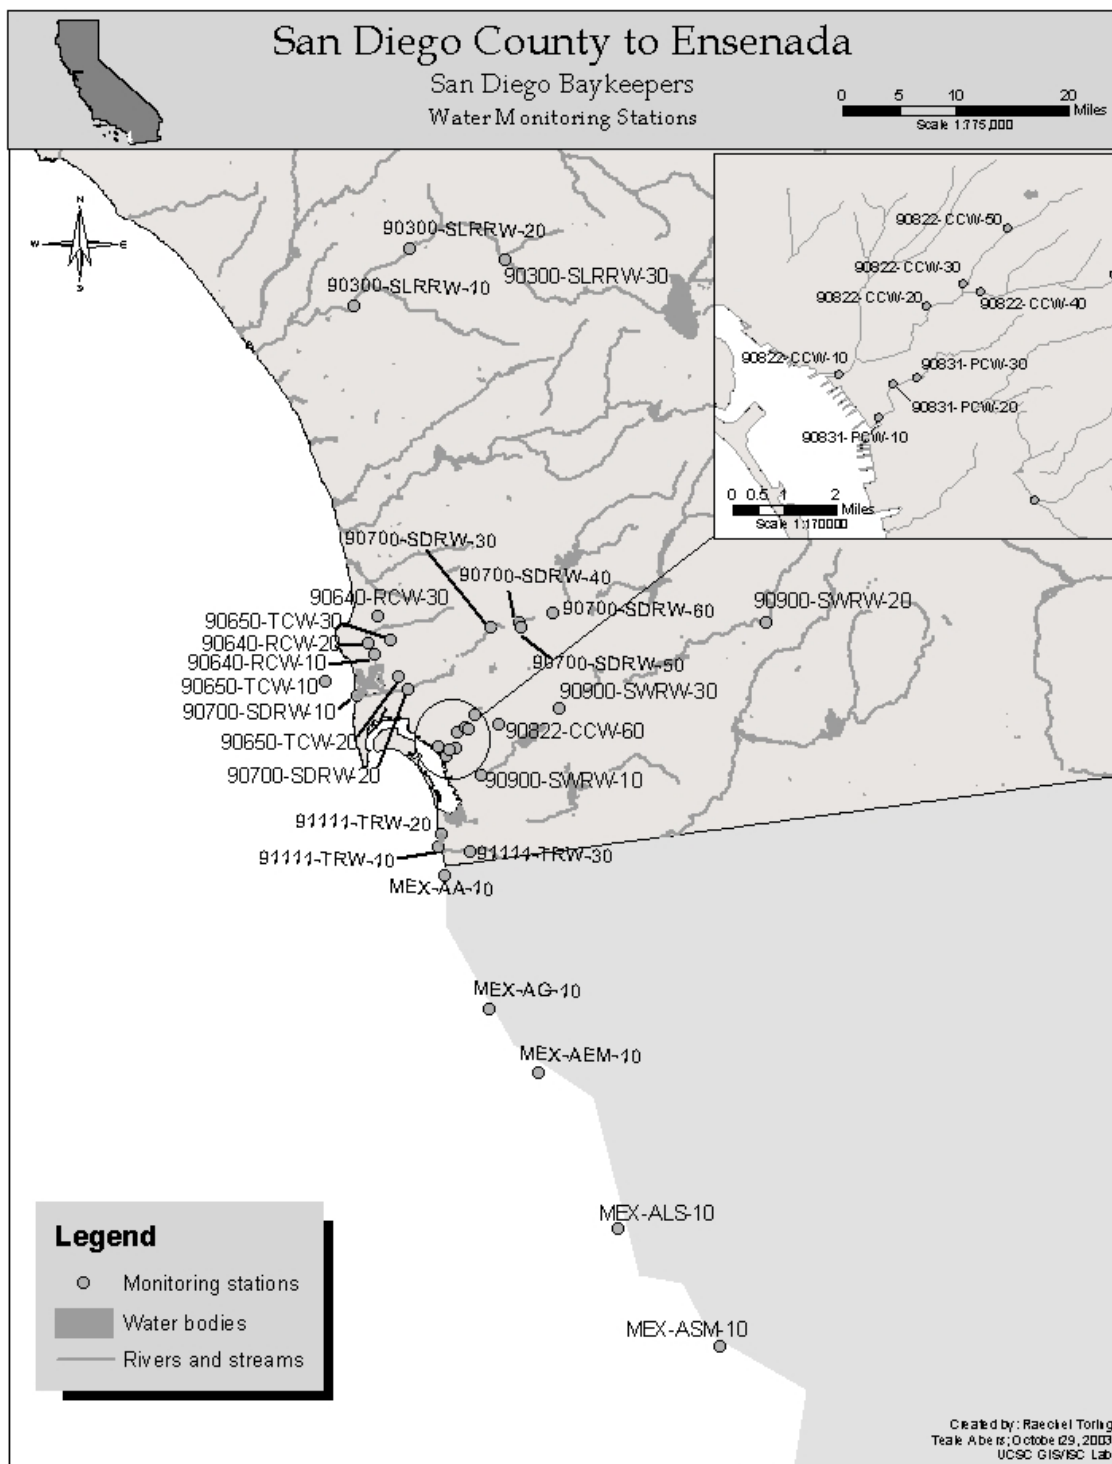 San Diego County to Ensenada
San Diego Baykeepers
Water Monitoring Stations
0 5 10 20
Miles
Scale 1:775,000
N
W E
S
90300-SLRRW-20
90300-SLRRW-30
90300-SLRRW-10
90822-CCW-50
90822-CCW-30
90822-CCW-20
90822-CCW-40
90822-CCW-10
90831-PCW-30
90831-PCW-20
90831-PCW-10
0 0.5 1 2
Miles
Scale 1:170000
90700-SDRW-30
90700-SDRW-40
90640-RCW-30
90700-SDRW-60
90900-SWRW-20
90650-TCW-30
90640-RCW-20
90640-RCW-10
90700-SDRW-50
90650-TCW-10
90900-SWRW-30
90700-SDRW-10
90822-CCW-60
90650-TCW-20
90700-SDRW-20
90900-SWRW-10
91111-TRW-20
91111-TRW-10
91111-TRW-30
MEX-AA-10
MEX-AG-10
MEX-AEM-10
MEX-ALS-10
MEX-ASM-10
Legend
Monitoring stations
Water bodies
Rivers and streams
Created by: Raechel Toring
Teale Abers; October 29, 2003
UCSC GIS/ISC Lab